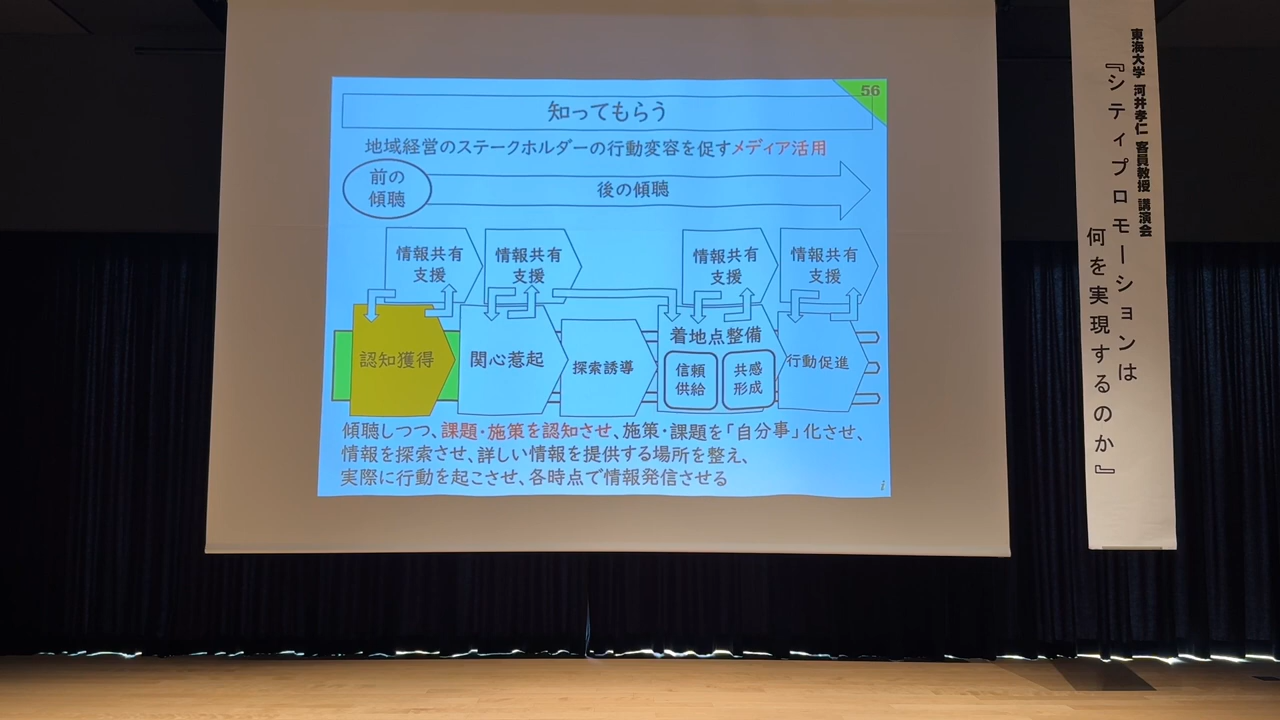 56
知ってもらう
地域経営のステークホルダーの行動変容を促すメディア活用
前の
傾聴
後の傾聴
情報共有
支援
情報共有
支援
情報共有
支援
情報共有
支援
認知獲得
関心惹起
探索誘導
着地点整備
信頼
供給
共感
形成
行動促進
傾聴しつつ、課題・施策を認知させ、施策・課題を「自分事」化させ、
情報を探索させ、詳しい情報を提供する場所を整え、
実際に行動を起こさせ、各時点で情報発信させる
i
東海大学 河井孝仁 客員教授 講演会
『シティプロモーションは
何を実現するのか』